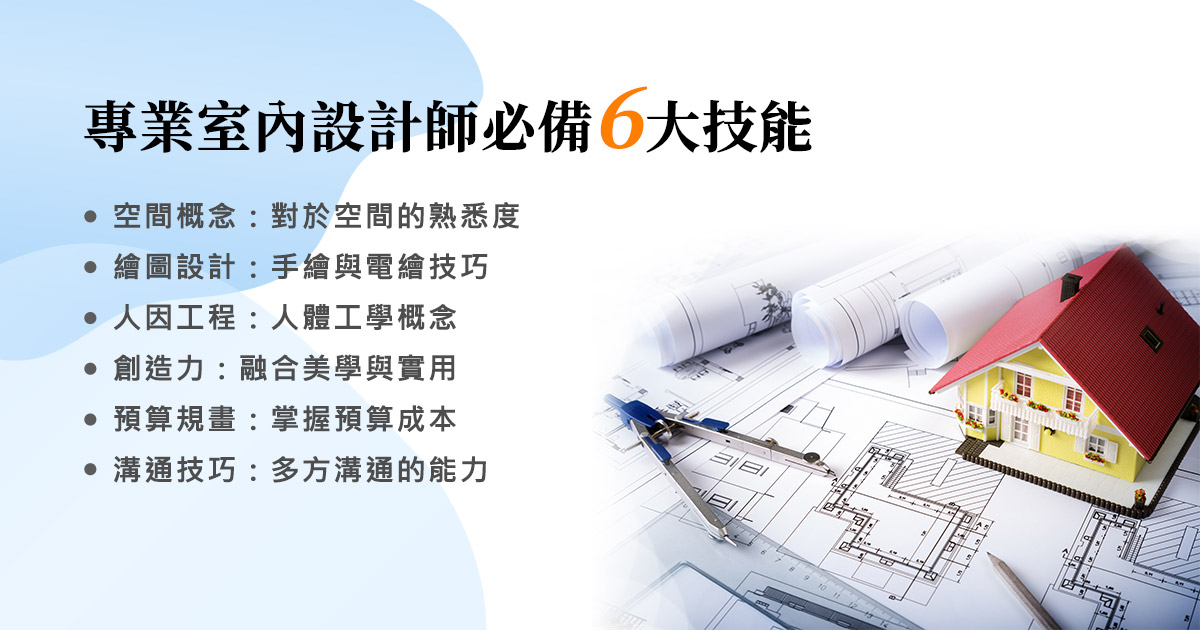 專業室內設計師必備6大技能
• 空間概念：對於空間的熟悉度
• 繪圖設計：手繪與電繪技巧
• 人因工程：人體工學概念
• 創造力：融合美學與實用
• 預算規畫：掌握預算成本
• 溝通技巧：多方溝通的能力